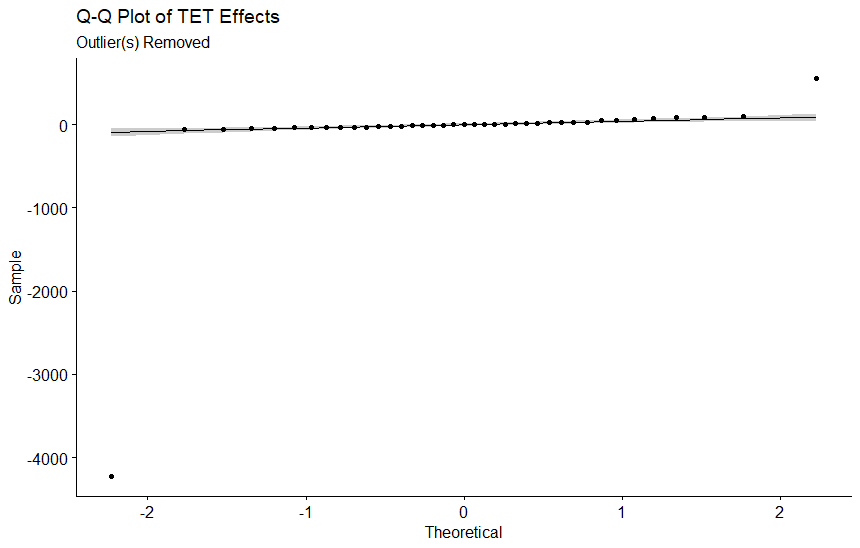 Q-Q Plot of TET Effects
Outlier(s) Removed
0
-1000
-2000
-3000
-4000
Sample
-2
-1
0
1
2
Theoretical